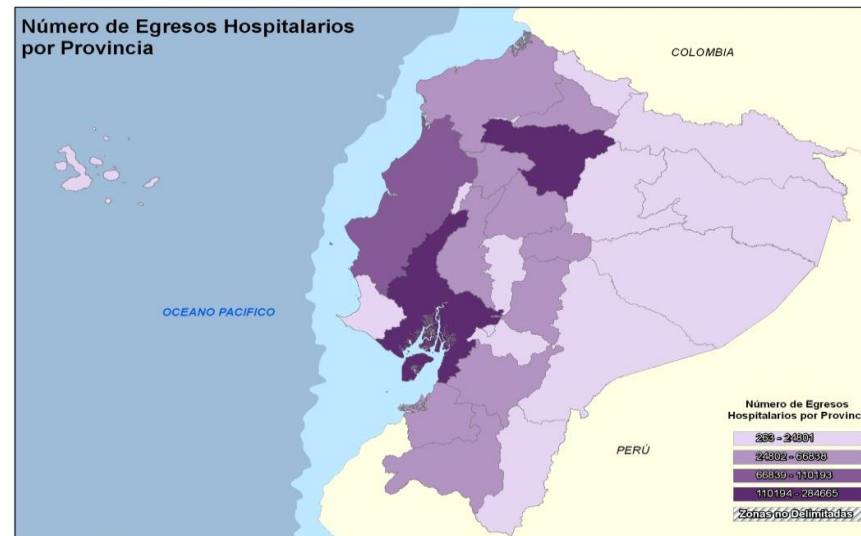 Número de Egresos Hospitalarios
por Provincia
COLOMBIA
OCEANO PACIFICO
PERÚ
Número de Egresos
Hospitalarios por Provinc
263 - 24801
24802 - 66838
66839 - 110193
110194 - 284665
Zonas no Delimitadas